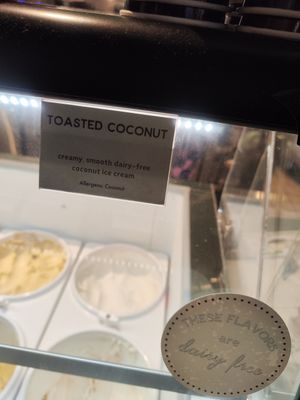 TOASTED COCONUT
creamy, smooth dairy-free
coconut ice cream
Allergens: Coconut
THESE FLAVORS
are
dairy free